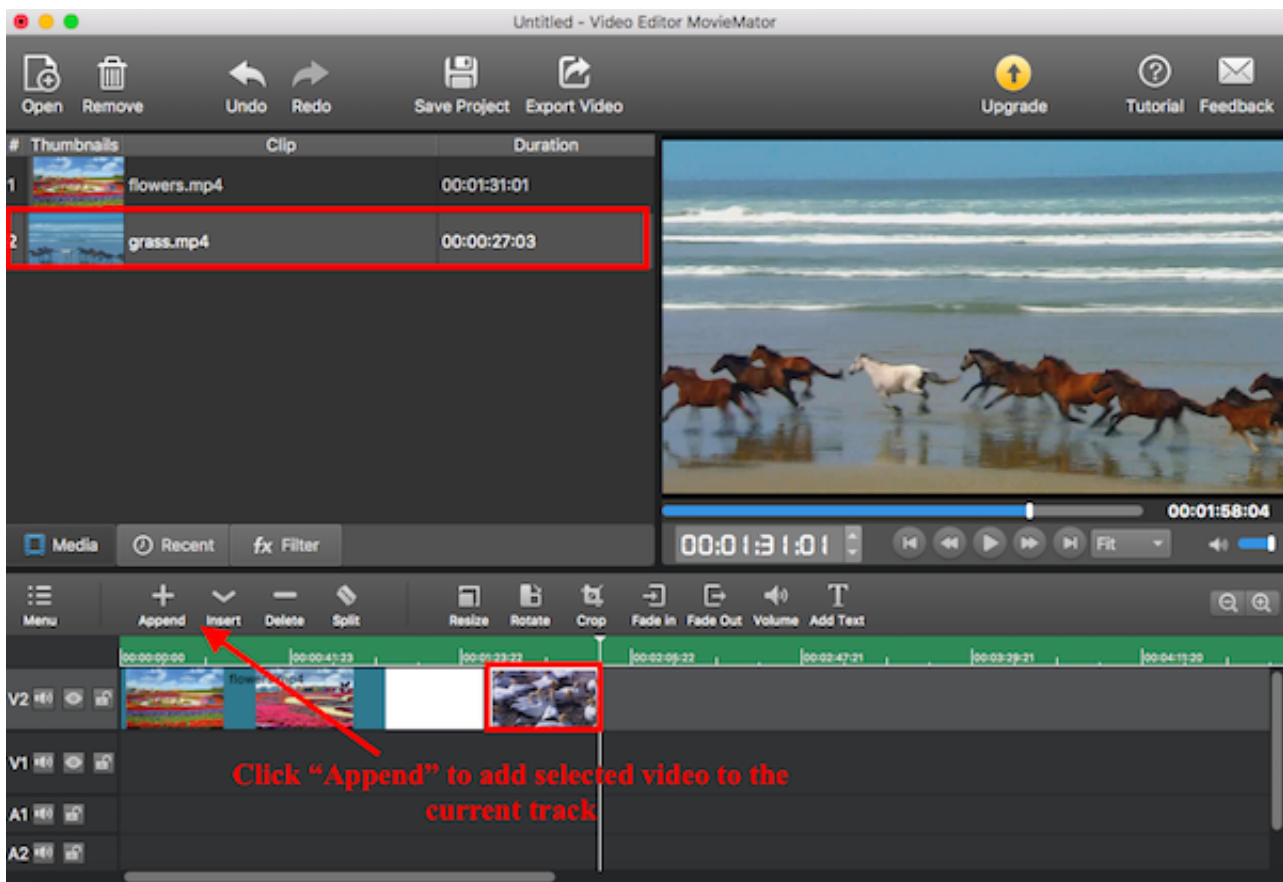 Untitled - Video Editor MovieMator
Open Remove Undo Redo Save Project Export Video Upgrade Tutorial Feedback
# Thumbnails Clip Duration
1 flowers.mp4 00:01:31:01
2 grass.mp4 00:00:27:03
00:01:58:04
Media Recent fx Filter 00:01:31:01 Fit
Menu Append Insert Delete Split Resize Rotate Crop Fade in Fade Out Volume Add Text
00:00:00:00 00:00:41:23 00:01:23:22 00:02:05:22 00:02:47:21 00:03:29:21 00:04:11:20
flowers.mp4
V2
V1
Click “Append” to add selected video to the
current track
A1
A2